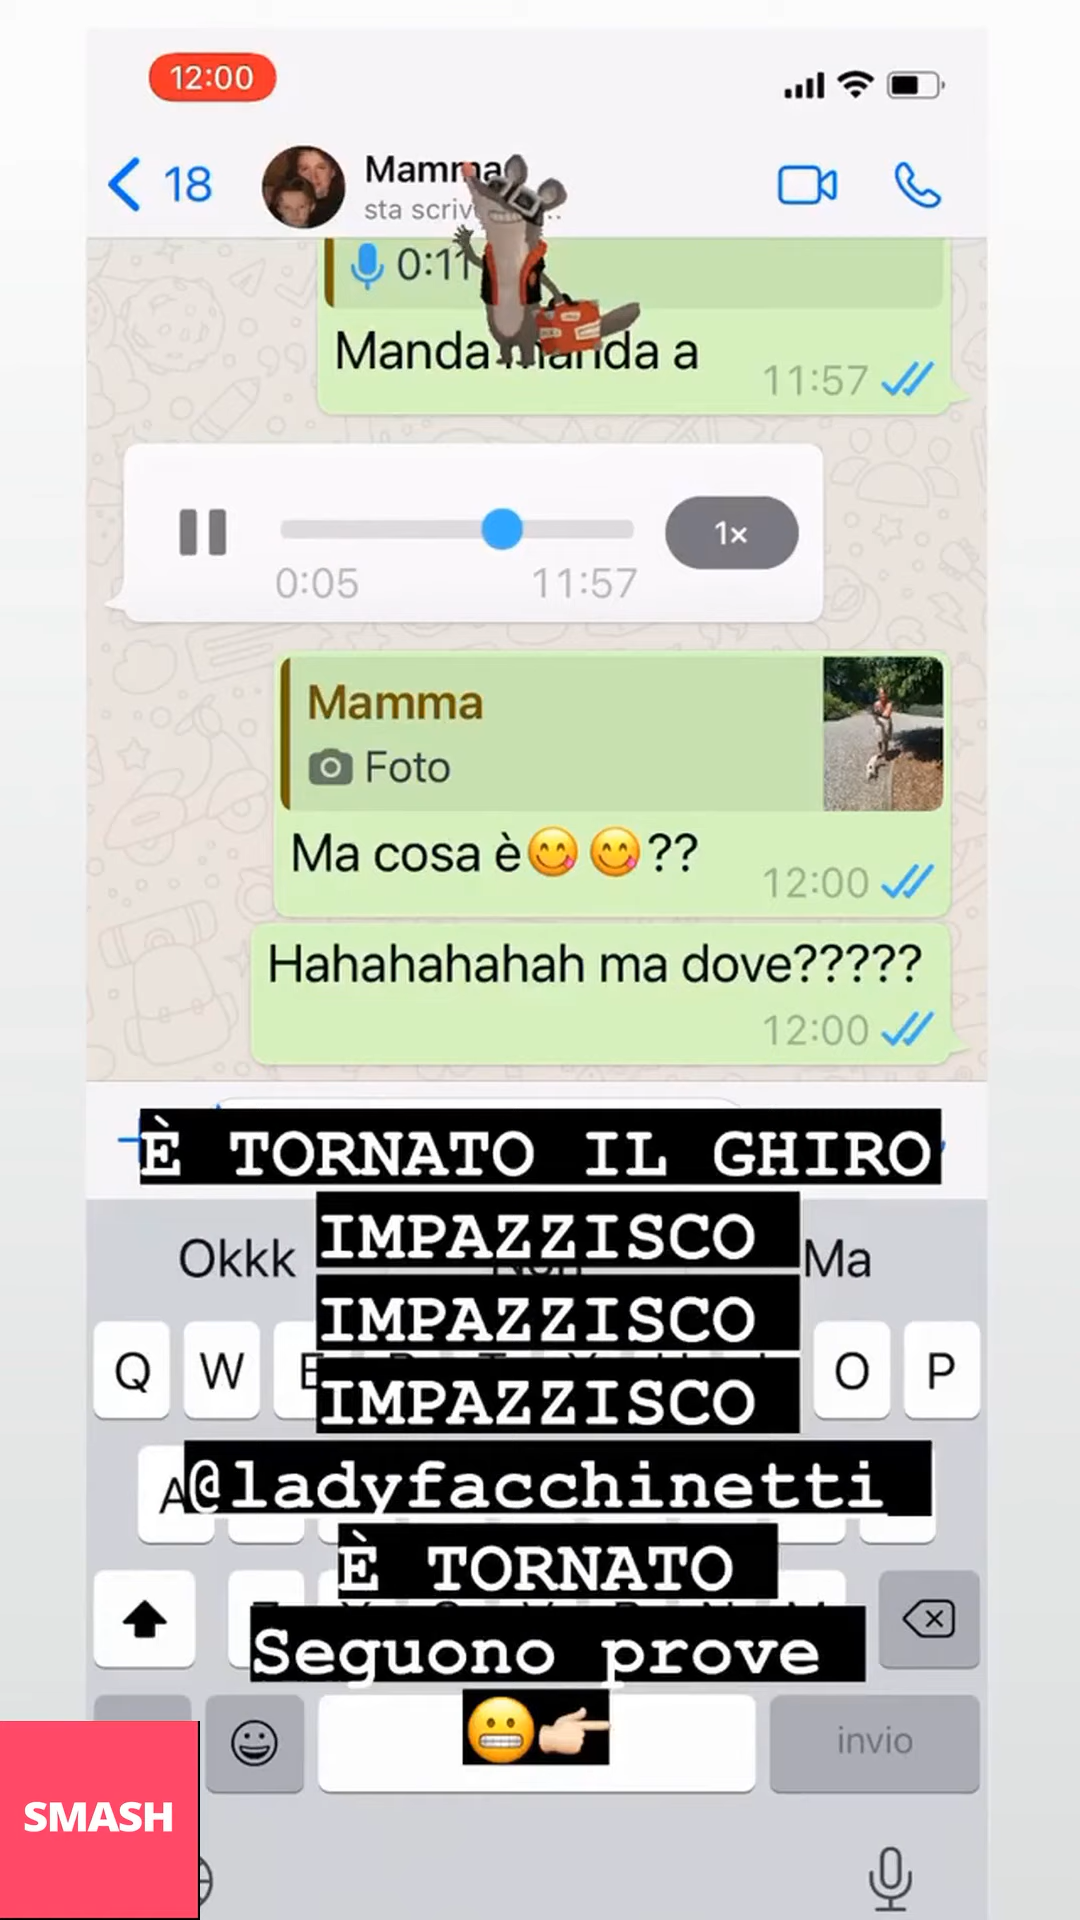 12:00
18
Mamma
sta scriv
0:11
Manda manda a
11:57
1×
0:05
11:57
Mamma
Foto
Ma cosa è😋 😋??
12:00
Hahahahahah ma dove?????
12:00
È TORNATO IL GHIRO
IMPAZZISCO
IMPAZZISCO
IMPAZZISCO
@ladyfacchinetti
È TORNATO
Seguono prove
😬👉🏻
Okkk
Ma
Q W E O P
A
invio
SMASH